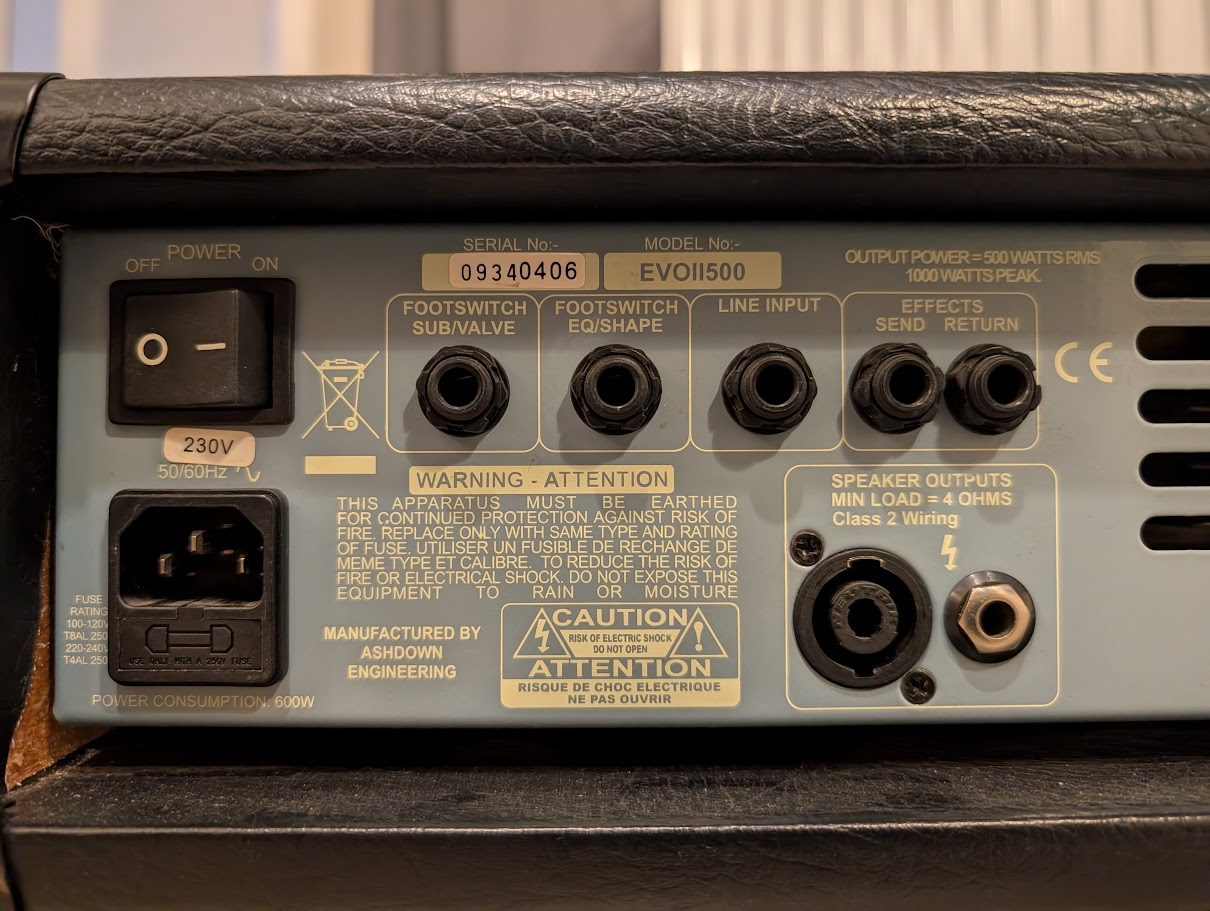 POWER
OFF ON
230V
50/60Hz
FUSE
RATING
100-120V
T8AL 250
220-240V
T4AL 250
USE ONLY A 250V FUSE
POWER CONSUMPTION: 600W
SERIAL No:-
09340406
MODEL No:-
EVOII500
OUTPUT POWER = 500 WATTS RMS
1000 WATTS PEAK.
FOOTSWITCH
SUB/VALVE
FOOTSWITCH
EQ/SHAPE
LINE INPUT
EFFECTS
SEND RETURN
CE
WARNING - ATTENTION
THIS APPARATUS MUST BE EARTHED
FOR CONTINUED PROTECTION AGAINST RISK OF
FIRE. REPLACE ONLY WITH SAME TYPE AND RATING
OF FUSE. UTILISER UN FUSIBLE DE RECHANGE DE
MEME TYPE ET CALIBRE. TO REDUCE THE RISK OF
FIRE OR ELECTRICAL SHOCK. DO NOT EXPOSE THIS
EQUIPMENT TO RAIN OR MOISTURE
MANUFACTURED BY
ASHDOWN
ENGINEERING
CAUTION
RISK OF ELECTRIC SHOCK
DO NOT OPEN
ATTENTION
RISQUE DE CHOC ELECTRIQUE
NE PAS OUVRIR
SPEAKER OUTPUTS
MIN LOAD = 4 OHMS
Class 2 Wiring